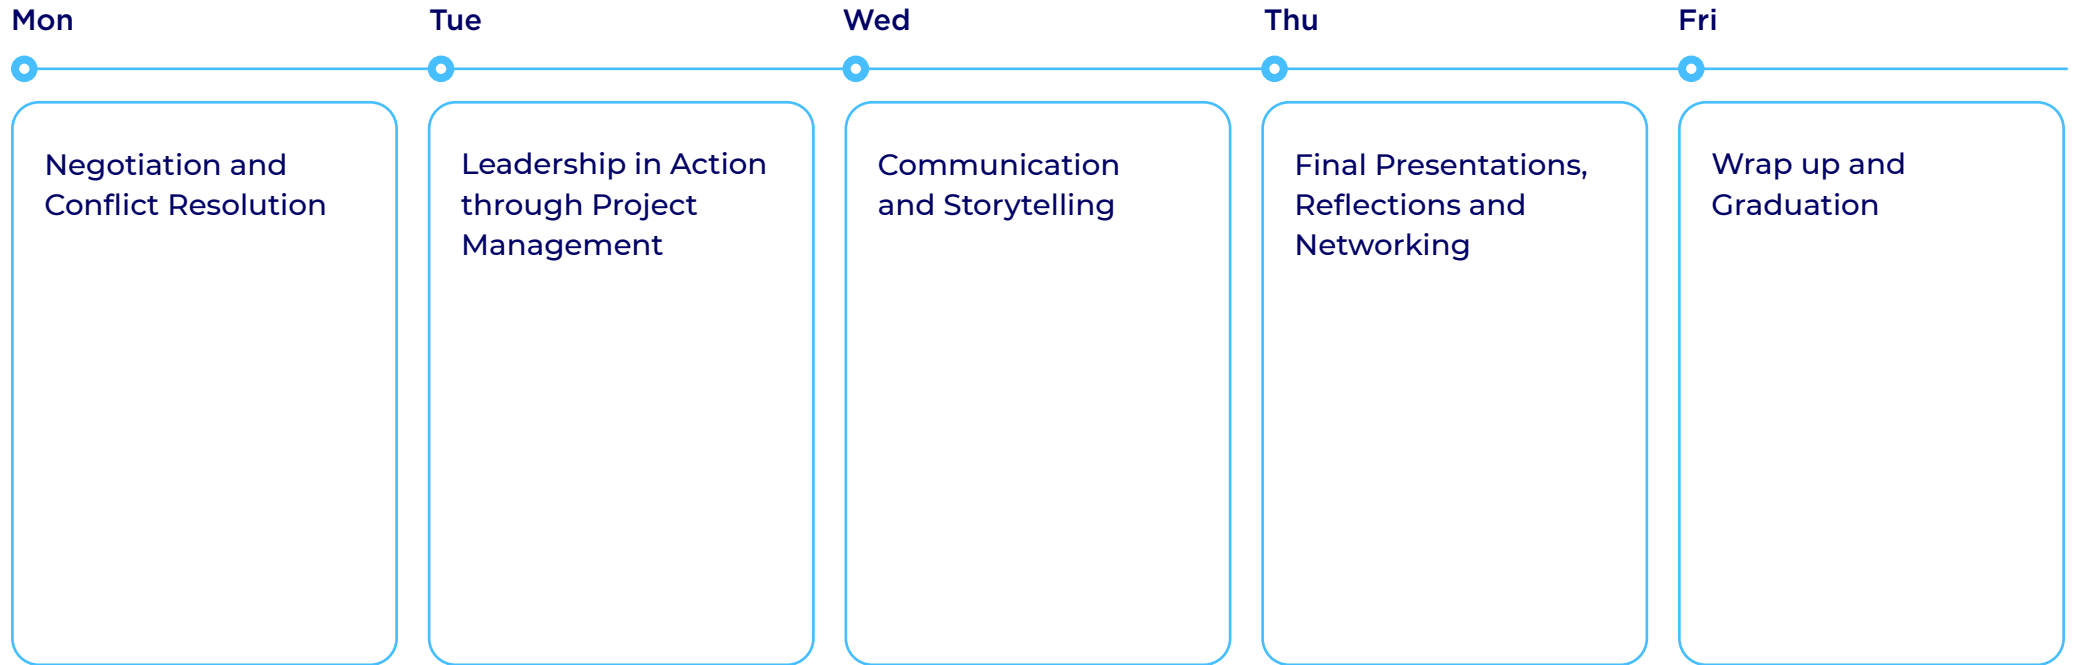 Mon
Tue
Wed
Thu
Fri
Negotiation and
Conflict Resolution
Leadership in Action
through Project
Management
Communication
and Storytelling
Final Presentations,
Reflections and
Networking
Wrap up and
Graduation